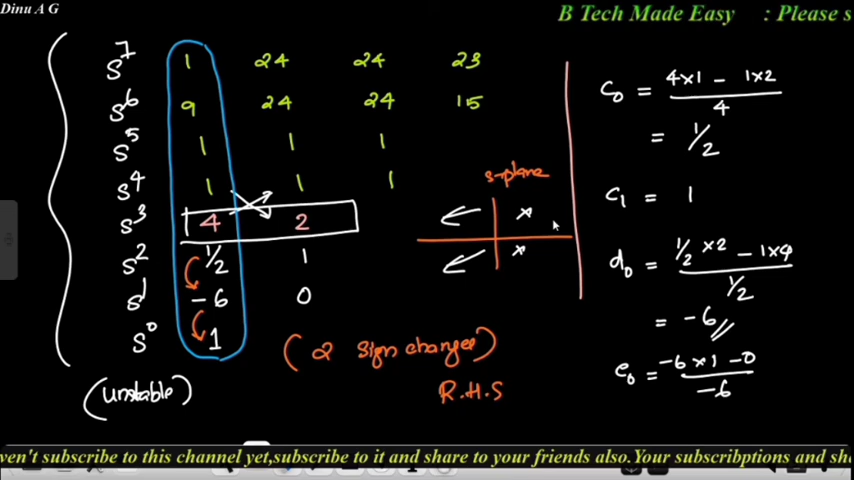 Dinu A G
B Tech Made Easy : Please s
s⁷ 1 24 24 23
s⁶ 9 24 24 15
s⁵ 1 1 1
s⁴ 1 1 1
s³ 4 2
s² 1/2 1
s¹ -6 0
s⁰ 1
(unstable)
s-plane
(2 sign changes)
R.H.S
C₀ = 4×1 - 1×2 / 4
= 1/2
C₁ = 1
d₀ = 1/2 ×2 - 1×4 / 1/2
= -6
e₀ = -6×1 -0 / -6
ven't subscribe to this channel yet,subscribe to it and share to your friends also.Your subscribptions and sha